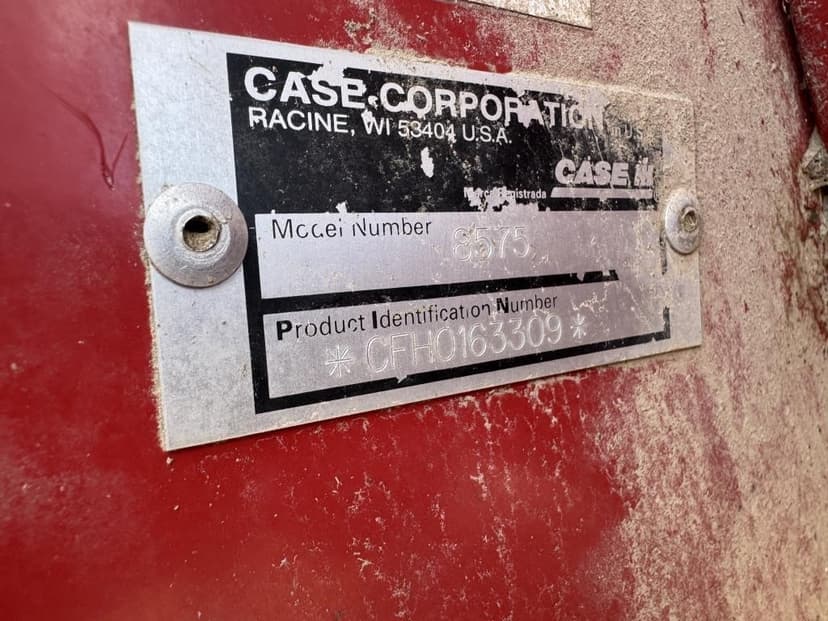 CASE CORPORATION
RACINE, WI 53404 U.S.A.
CASE IH
Marca Registrada
Model Number 8575
Product Identification Number
* CFH0163309 *